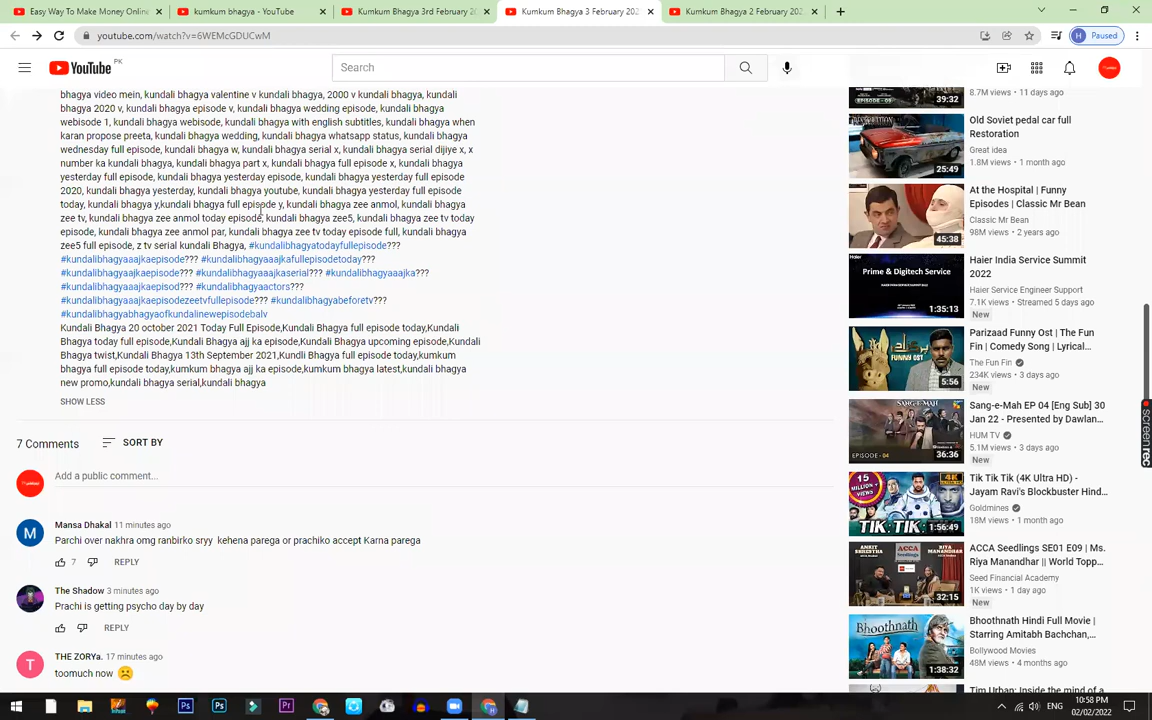 Easy Way To Make Money Online
kumkum bhagya - YouTube
Kumkum Bhagya 3rd February 20
Kumkum Bhagya 3 February 202
Kumkum Bhagya 2 February 202
youtube.com/watch?v=6WEMcGDUCwM
H Paused
YouTube PK
Search
bhagya video mein, kundali bhagya valentine v kundali bhagya, 2000 v kundali bhagya, kundali
bhagya 2020 v, kundali bhagya episode v, kundali bhagya wedding episode, kundali bhagya
webisode 1, kundali bhagya webisode, kundali bhagya with english subtitles, kundali bhagya when
karan propose preeta, kundali bhagya wedding, kundali bhagya whatsapp status, kundali bhagya
wednesday full episode, kundali bhagya w, kundali bhagya serial x, kundali bhagya serial dijiye x, x
number ka kundali bhagya, kundali bhagya part x, kundali bhagya full episode x, kundali bhagya
yesterday full episode, kundali bhagya yesterday episode, kundali bhagya yesterday full episode
2020, kundali bhagya yesterday, kundali bhagya youtube, kundali bhagya yesterday full episode
today, kundali bhagya y,kundali bhagya full episode y, kundali bhagya zee anmol, kundali bhagya
zee tv, kundali bhagya zee anmol today episode, kundali bhagya zee5, kundali bhagya zee tv today
episode, kundali bhagya zee anmol par, kundali bhagya zee tv today episode full, kundali bhagya
zee5 full episode, z tv serial kundali Bhagya, #kundalibhagyatodayfullepisode???
#kundalibhagyaaajkaepisode??? #kundalibhagyaaajkafullepisodetoday???
#kundalibhagyaajkaepisode??? #kundalibhagyaaajkaserial??? #kundalibhagyaaajka???
#kundalibhagyaaajkaepisod??? #kundalibhagyaactors???
#kundalibhagyaaajkaepisodezeetvfullepisode??? #kundalibhagyabeforetv???
#kundalibhagyabhagyaofkundalinewepisodebalv
Kundali Bhagya 20 october 2021 Today Full Episode,Kundali Bhagya full episode today,Kundali
Bhagya today full episode,Kundali Bhagya ajj ka episode,Kundali Bhagya upcoming episode,Kundali
Bhagya twist,Kundali Bhagya 13th September 2021,Kundli Bhagya full episode today,kumkum
bhagya full episode today,kumkum bhagya ajj ka episode,kumkum bhagya latest,kundali bhagya
new promo,kundali bhagya serial,kundali bhagya
SHOW LESS
7 Comments
SORT BY
Add a public comment...
M
Mansa Dhakal 11 minutes ago
Parchi over nakhra omg ranbirko sryy kehena parega or prachiko accept Karna parega
7 REPLY
The Shadow 3 minutes ago
Prachi is getting psycho day by day
REPLY
T
THE ZORYa. 17 minutes ago
toomuch now
EPISODE - 09
39:32
8.7M views • 11 days ago
25:49
Old Soviet pedal car full
Restoration
Great idea
1.8M views • 1 month ago
45:38
At the Hospital | Funny
Episodes | Classic Mr Bean
Classic Mr Bean
98M views • 2 years ago
Haier
Prime & Digitech Service
1:35:13
Haier India Service Summit
2022
Haier Service Engineer Support
7.1K views • Streamed 5 days ago
New
FUNNY OST
5:56
Parizaad Funny Ost | The Fun
Fin | Comedy Song | Lyrical...
The Fun Fin
234K views • 3 days ago
New
SANG-E-MAH
EPISODE - 04
36:36
Sang-e-Mah EP 04 [Eng Sub] 30
Jan 22 - Presented by Dawlan...
HUM TV
5.1M views • 3 days ago
New
15 MILLION+ VIEWS
4K
TIK:TIK:
1:56:49
Tik Tik Tik (4K Ultra HD) -
Jayam Ravi's Blockbuster Hind...
Goldmines
18M views • 1 month ago
ACCA
32:15
ACCA Seedlings SE01 E09 | Ms.
Riya Manandhar || World Topp...
Seed Financial Academy
1K views • 1 day ago
New
Bhoothnath
1:38:32
Boothnath Hindi Full Movie |
Starring Amitabh Bachchan,...
Bollywood Movies
48M views • 4 months ago
Tim Urban: Inside the mind of a
screenrec
ENG
10:58 PM
02/02/2022